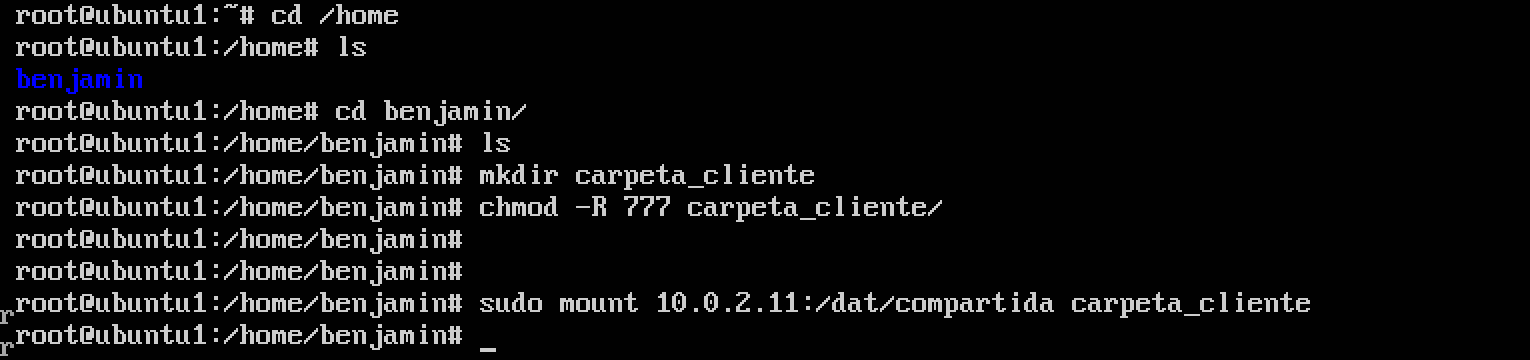 root@ubuntu1:~# cd /home
root@ubuntu1:/home# ls
benjamin
root@ubuntu1:/home# cd benjamin/
root@ubuntu1:/home/benjamin# ls
root@ubuntu1:/home/benjamin# mkdir carpeta_cliente
root@ubuntu1:/home/benjamin# chmod -R 777 carpeta_cliente/
root@ubuntu1:/home/benjamin#
root@ubuntu1:/home/benjamin#
root@ubuntu1:/home/benjamin# sudo mount 10.0.2.11:/dat/compartida carpeta_cliente
r
root@ubuntu1:/home/benjamin# _
r